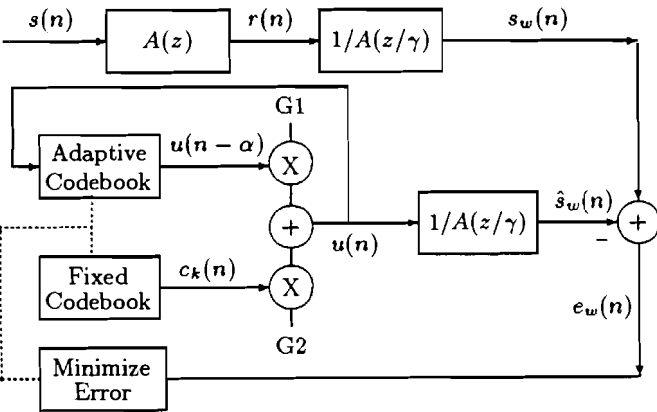 s(n)
A(z)
r(n)
1/A(z/γ)
s_w(n)
G1
Adaptive
Codebook
u(n − α)
X
+
u(n)
1/A(z/γ)
ŝ_w(n)
+
−
Fixed
Codebook
c_k(n)
X
G2
e_w(n)
Minimize
Error